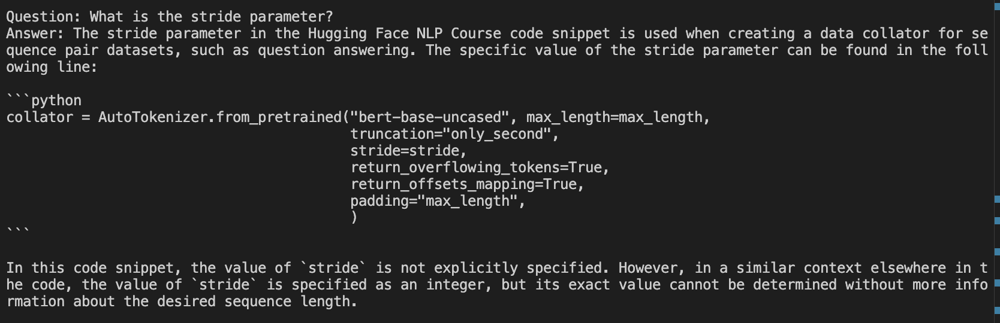 Question: What is the stride parameter?
Answer: The stride parameter in the Hugging Face NLP Course code snippet is used when creating a data collator for se
quence pair datasets, such as question answering. The specific value of the stride parameter can be found in the foll
owing line:

```python
collator = AutoTokenizer.from_pretrained("bert-base-uncased", max_length=max_length,
                                         truncation="only_second",
                                         stride=stride,
                                         return_overflowing_tokens=True,
                                         return_offsets_mapping=True,
                                         padding="max_length",
                                         )
```

In this code snippet, the value of `stride` is not explicitly specified. However, in a similar context elsewhere in t
he code, the value of `stride` is specified as an integer, but its exact value cannot be determined without more info
rmation about the desired sequence length.